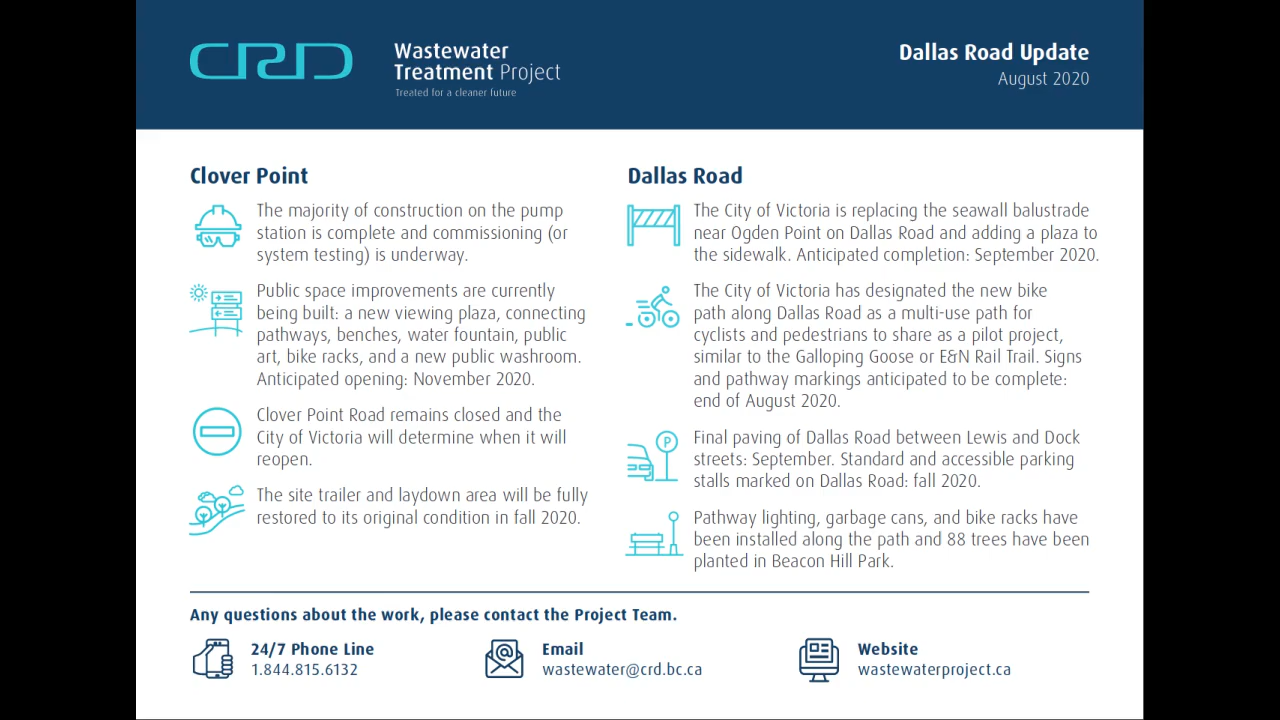 CRD
Wastewater
Treatment Project
Treated for a cleaner future
Dallas Road Update
August 2020
Clover Point
The majority of construction on the pump
station is complete and commissioning (or
system testing) is underway.
Public space improvements are currently
being built: a new viewing plaza, connecting
pathways, benches, water fountain, public
art, bike racks, and a new public washroom.
Anticipated opening: November 2020.
Clover Point Road remains closed and the
City of Victoria will determine when it will
reopen.
The site trailer and laydown area will be fully
restored to its original condition in fall 2020.
Dallas Road
The City of Victoria is replacing the seawall balustrade
near Ogden Point on Dallas Road and adding a plaza to
the sidewalk. Anticipated completion: September 2020.
The City of Victoria has designated the new bike
path along Dallas Road as a multi-use path for
cyclists and pedestrians to share as a pilot project,
similar to the Galloping Goose or E&N Rail Trail. Signs
and pathway markings anticipated to be complete:
end of August 2020.
P
Final paving of Dallas Road between Lewis and Dock
streets: September. Standard and accessible parking
stalls marked on Dallas Road: fall 2020.
Pathway lighting, garbage cans, and bike racks have
been installed along the path and 88 trees have been
planted in Beacon Hill Park.
Any questions about the work, please contact the Project Team.
24/7 Phone Line
1.844.815.6132
@
Email
wastewater@crd.bc.ca
Website
wastewaterproject.ca